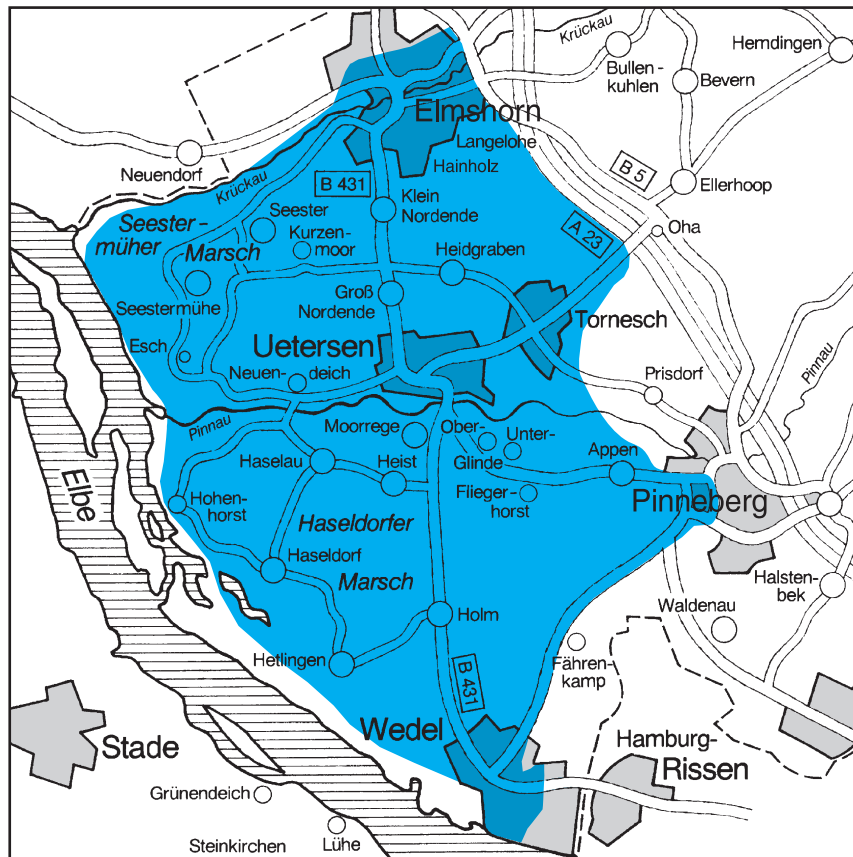 Krückau
Hemdingen
Bullen-
kuhlen
Bevern
Elmshorn
Langelohe
Hainholz
Neuendorf
B 5
Ellerhoop
Krückau
B 431
Klein
Nordende
Seester-
müher
Marsch
Seester
Kurzen-
moor
A 23
Oha
Heidgraben
Seestermühe
Groß
Nordende
Tornesch
Esch
Uetersen
Neuen-
deich
Prisdorf
Pinnau
Pinnau
Moorrege
Ober-
Glinde
Unter-
Appen
Haselau
Heist
Flieger-
horst
Pinneberg
Elbe
Hohen-
horst
Haseldorfer
Marsch
Haseldorf
Halsten-
bek
Waldenau
Holm
Hetlingen
Fähren-
kamp
B 431
Wedel
Stade
Hamburg-
Rissen
Grünendeich
Steinkirchen
Lühe